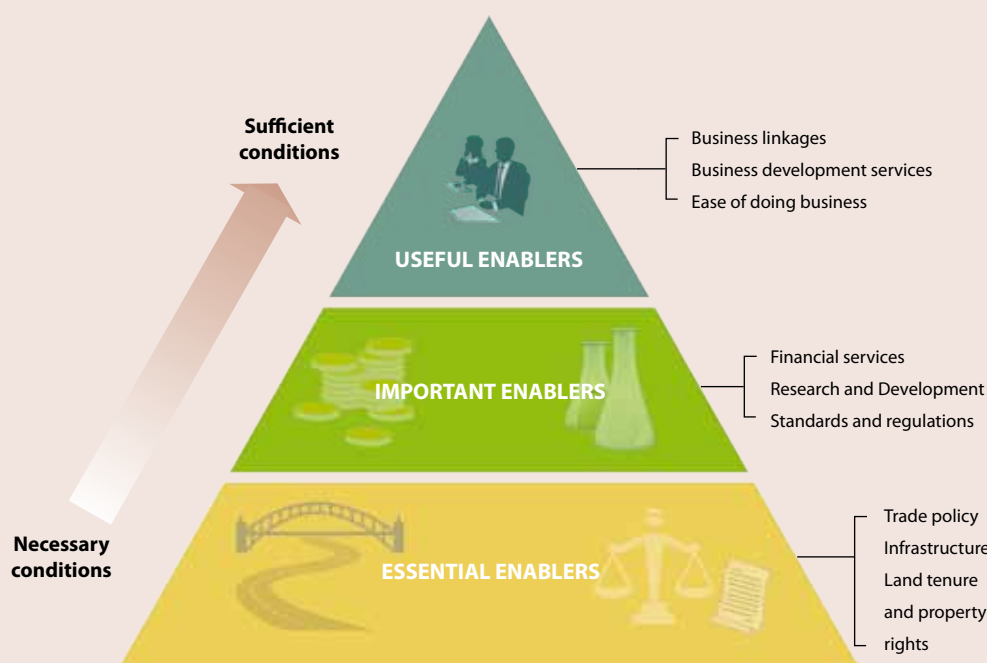 Sufficient
conditions
Business linkages
Business development services
Ease of doing business
USEFUL ENABLERS
Financial services
Research and Development
Standards and regulations
IMPORTANT ENABLERS
Necessary
conditions
Trade policy
Infrastructure
Land tenure
and property
rights
ESSENTIAL ENABLERS